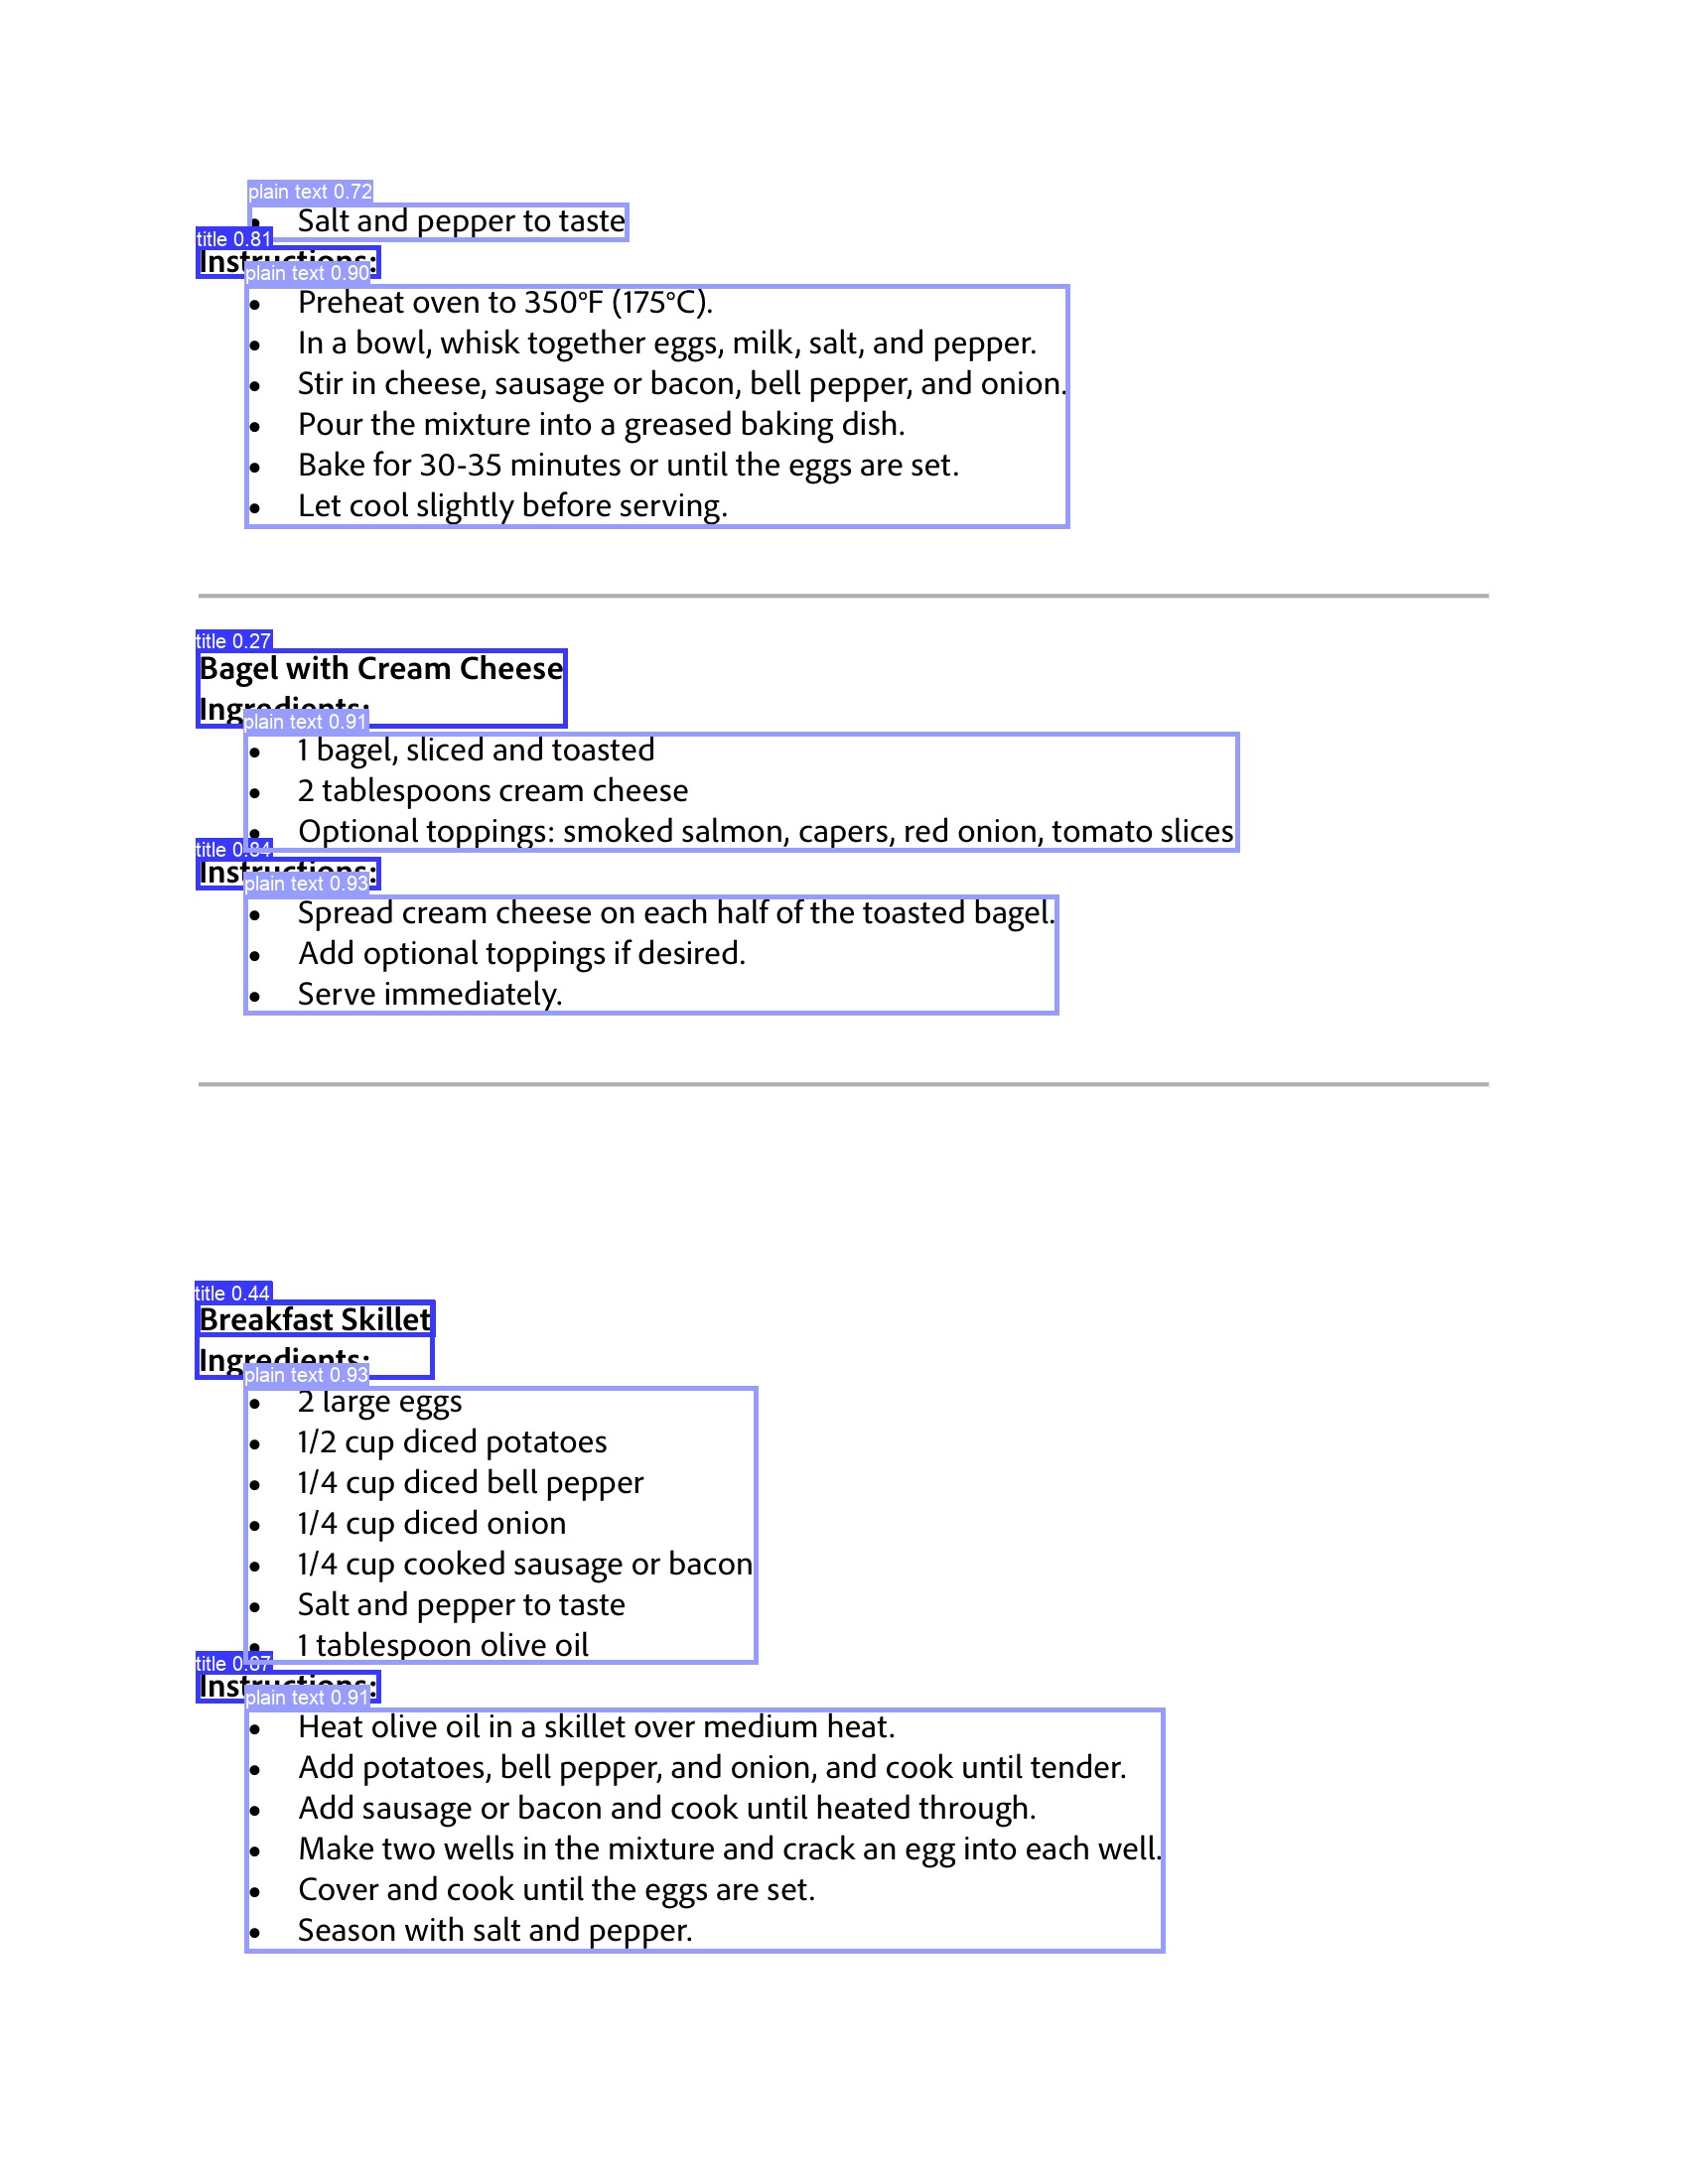 plain text 0.72
• Salt and pepper to taste
title 0.81
Instructions:
plain text 0.90
• Preheat oven to 350°F (175°C).
• In a bowl, whisk together eggs, milk, salt, and pepper.
• Stir in cheese, sausage or bacon, bell pepper, and onion.
• Pour the mixture into a greased baking dish.
• Bake for 30-35 minutes or until the eggs are set.
• Let cool slightly before serving.
title 0.27
Bagel with Cream Cheese
Ingredients:
plain text 0.91
• 1 bagel, sliced and toasted
• 2 tablespoons cream cheese
• Optional toppings: smoked salmon, capers, red onion, tomato slices
title 0.84
Instructions:
plain text 0.93
• Spread cream cheese on each half of the toasted bagel.
• Add optional toppings if desired.
• Serve immediately.
title 0.44
Breakfast Skillet
Ingredients:
plain text 0.93
• 2 large eggs
• 1/2 cup diced potatoes
• 1/4 cup diced bell pepper
• 1/4 cup diced onion
• 1/4 cup cooked sausage or bacon
• Salt and pepper to taste
• 1 tablespoon olive oil
title
Instructions:
plain text 0.91
• Heat olive oil in a skillet over medium heat.
• Add potatoes, bell pepper, and onion, and cook until tender.
• Add sausage or bacon and cook until heated through.
• Make two wells in the mixture and crack an egg into each well.
• Cover and cook until the eggs are set.
• Season with salt and pepper.